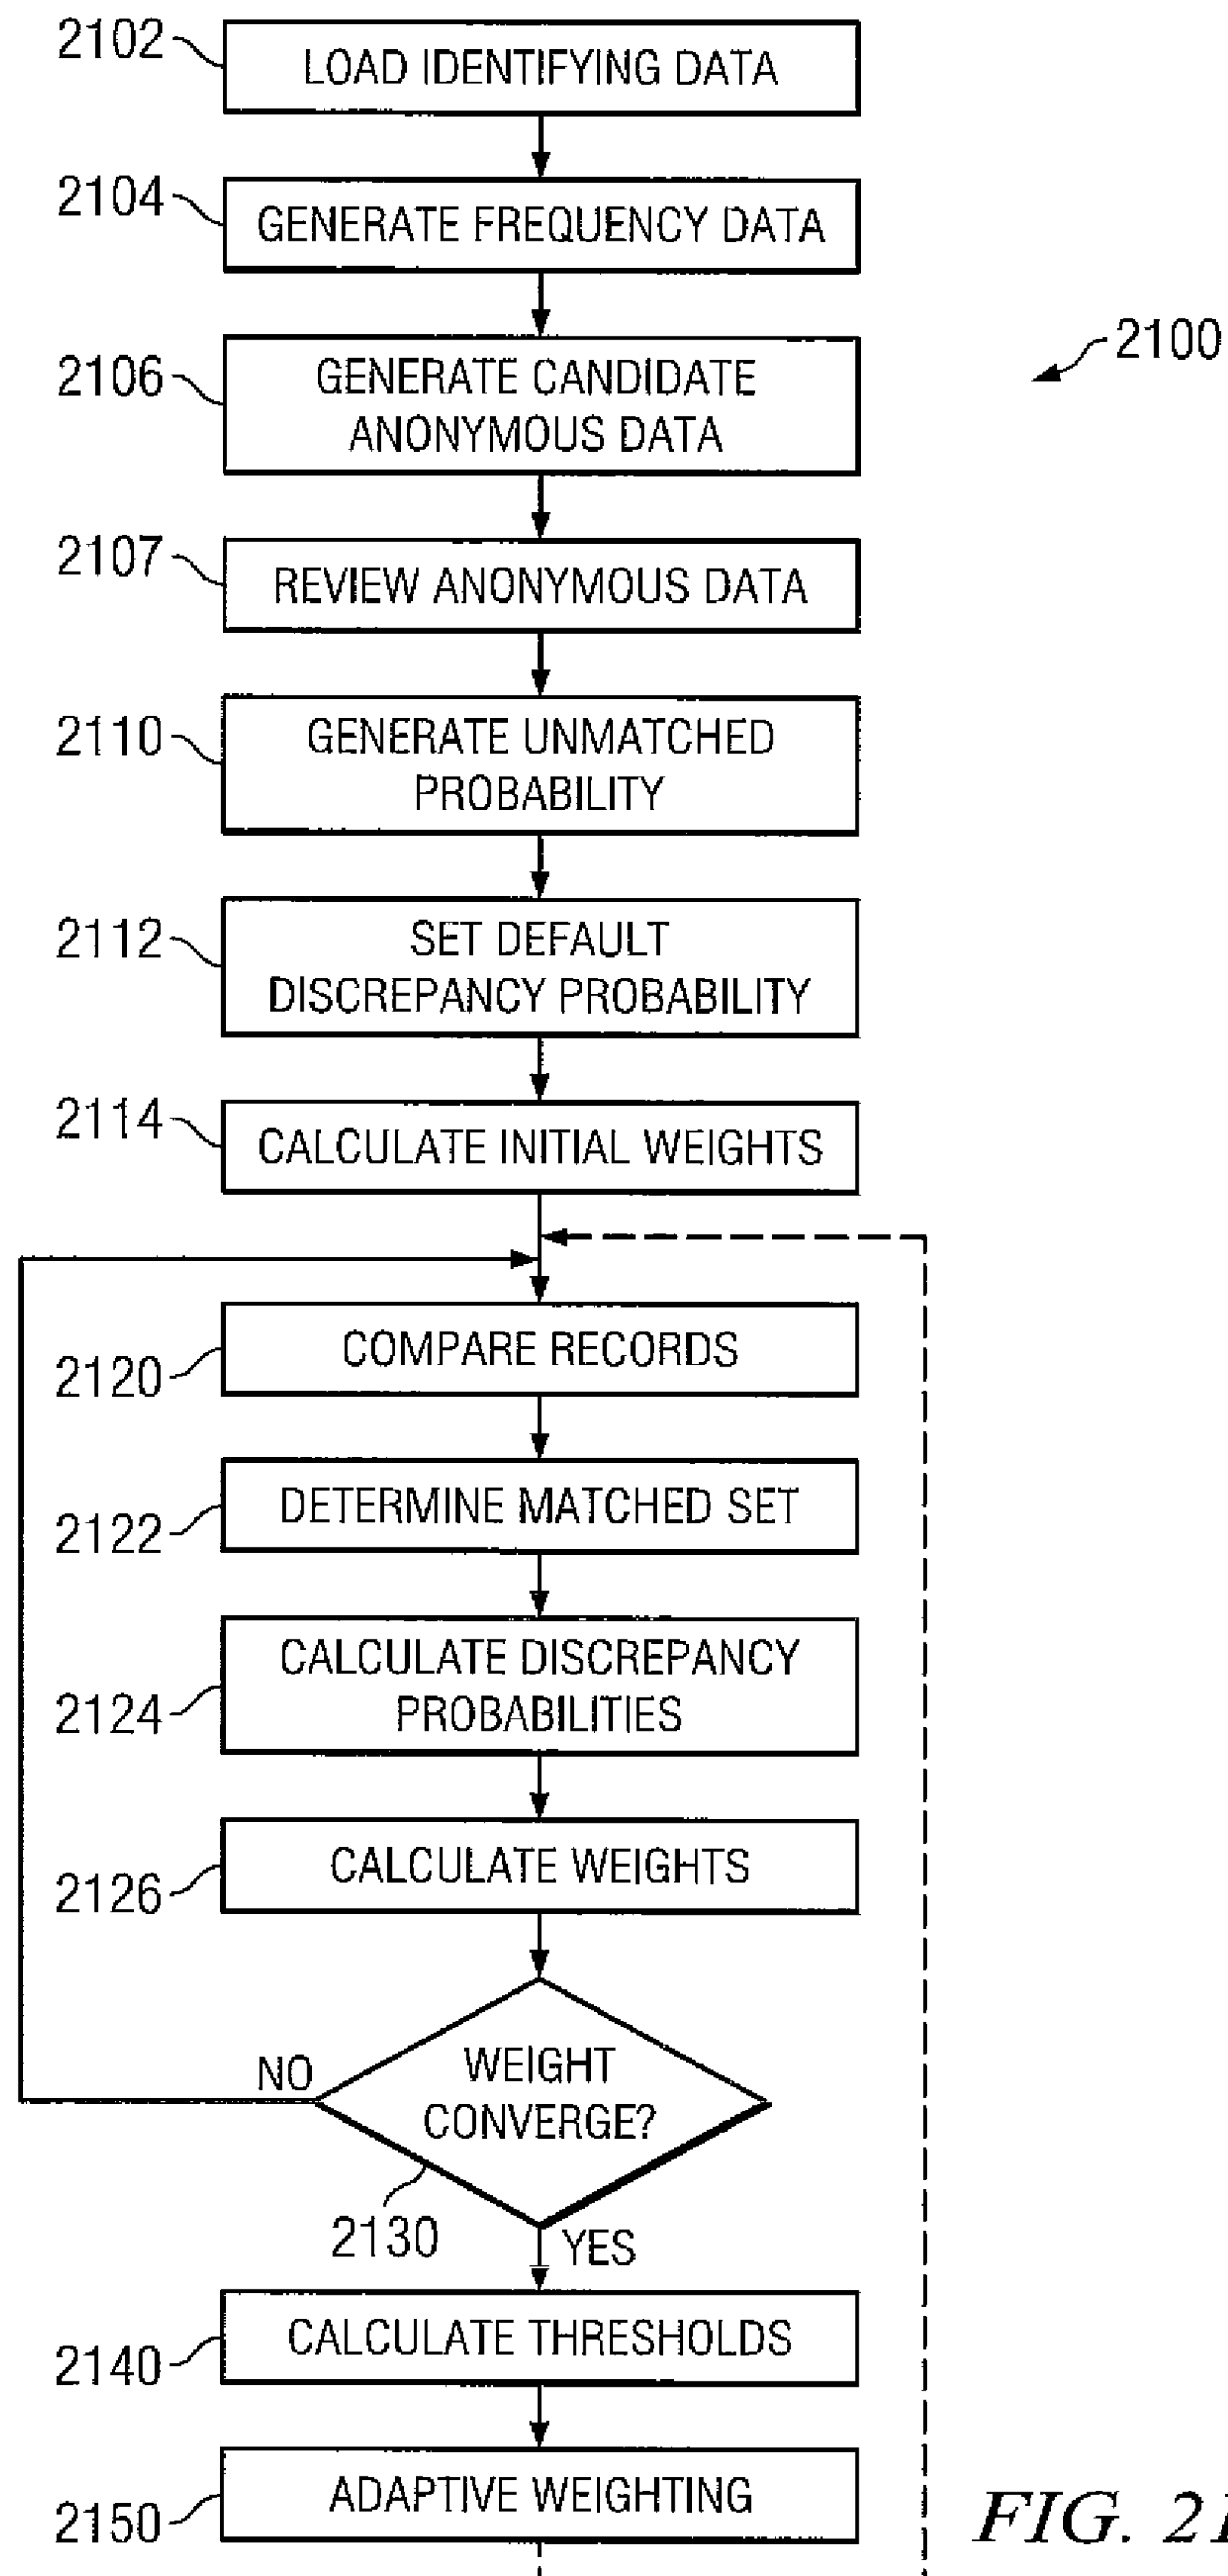 2102
LOAD IDENTIFYING DATA
2104
GENERATE FREQUENCY DATA
2100
2106
GENERATE CANDIDATE
ANONYMOUS DATA
2107
REVIEW ANONYMOUS DATA
2110
GENERATE UNMATCHED
PROBABILITY
2112
SET DEFAULT
DISCREPANCY PROBABILITY
2114
CALCULATE INITIAL WEIGHTS
COMPARE RECORDS
2120
DETERMINE MATCHED SET
2122
CALCULATE DISCREPANCY
PROBABILITIES
2124
CALCULATE WEIGHTS
2126
NO
WEIGHT
CONVERGE?
2130
YES
CALCULATE THRESHOLDS
2140
ADAPTIVE WEIGHTING
2150
FIG. 21